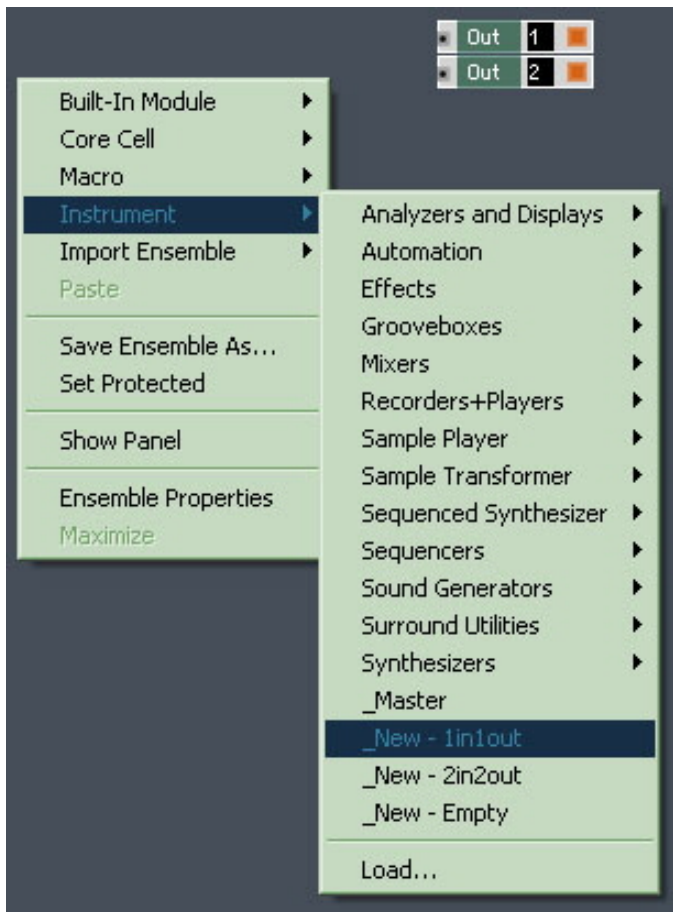 Out 1
Out 2
Built-In Module
Core Cell
Macro
Instrument
Import Ensemble
Paste
Save Ensemble As...
Set Protected
Show Panel
Ensemble Properties
Maximize
Analyzers and Displays
Automation
Effects
Grooveboxes
Mixers
Recorders+Players
Sample Player
Sample Transformer
Sequenced Synthesizer
Sequencers
Sound Generators
Surround Utilities
Synthesizers
_Master
_New - 1in1out
_New - 2in2out
_New - Empty
Load...